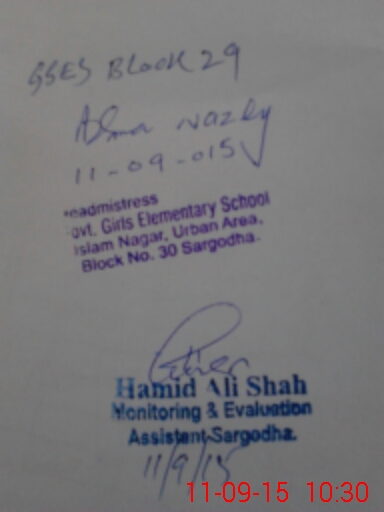 GGES Block 29
Asma Nazly
11-09-015
eadmistress
ovt. Girls Elementary School
Islam Nagar, Urban Area,
Block No. 30 Sargodha.
Hamid Ali Shah
Monitoring & Evaluation
Assistant Sargodha.
11/9/15
11-09-15 10:30